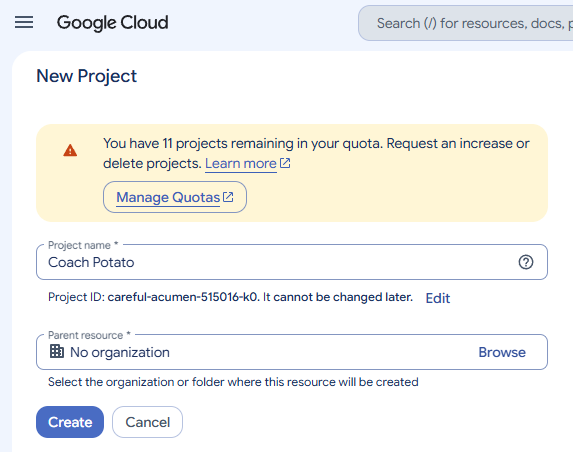 Google Cloud
Search (/) for resources, docs, p
New Project
You have 11 projects remaining in your quota. Request an increase or
delete projects. Learn more
Manage Quotas
Project name *
Coach Potato
Project ID: careful-acumen-515016-k0. It cannot be changed later. Edit
Parent resource *
No organization Browse
Select the organization or folder where this resource will be created
Create Cancel